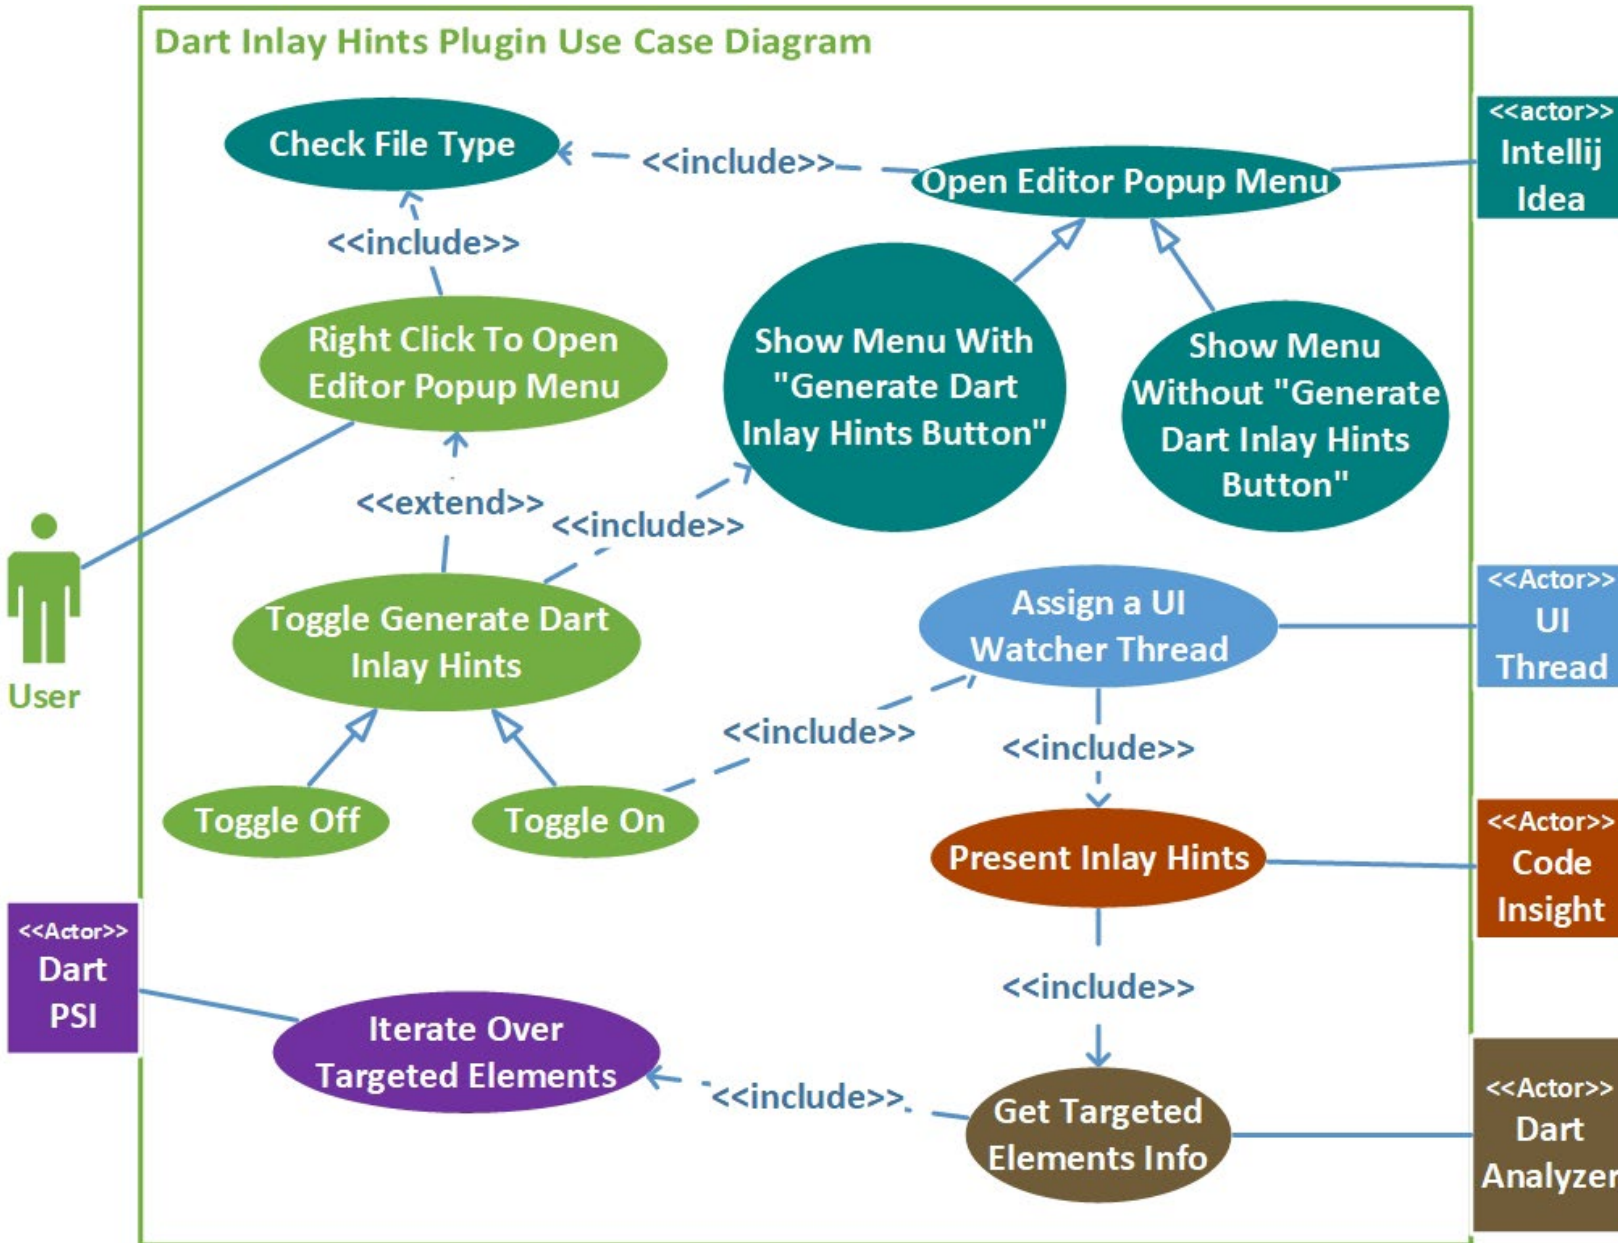 Dart Inlay Hints Plugin Use Case Diagram
Check File Type
<<include>>
Open Editor Popup Menu
<<actor>>
Intellij
Idea
<<include>>
Right Click To Open
Editor Popup Menu
Show Menu With
"Generate Dart
Inlay Hints Button"
Show Menu
Without "Generate
Dart Inlay Hints
Button"
<<extend>>
<<include>>
User
Toggle Generate Dart
Inlay Hints
Assign a UI
Watcher Thread
<<Actor>>
UI
Thread
<<include>>
<<include>>
Toggle Off
Toggle On
Present Inlay Hints
<<Actor>>
Code
Insight
<<Actor>>
Dart
PSI
<<include>>
Iterate Over
Targeted Elements
<<include>>
Get Targeted
Elements Info
<<Actor>>
Dart
Analyzer